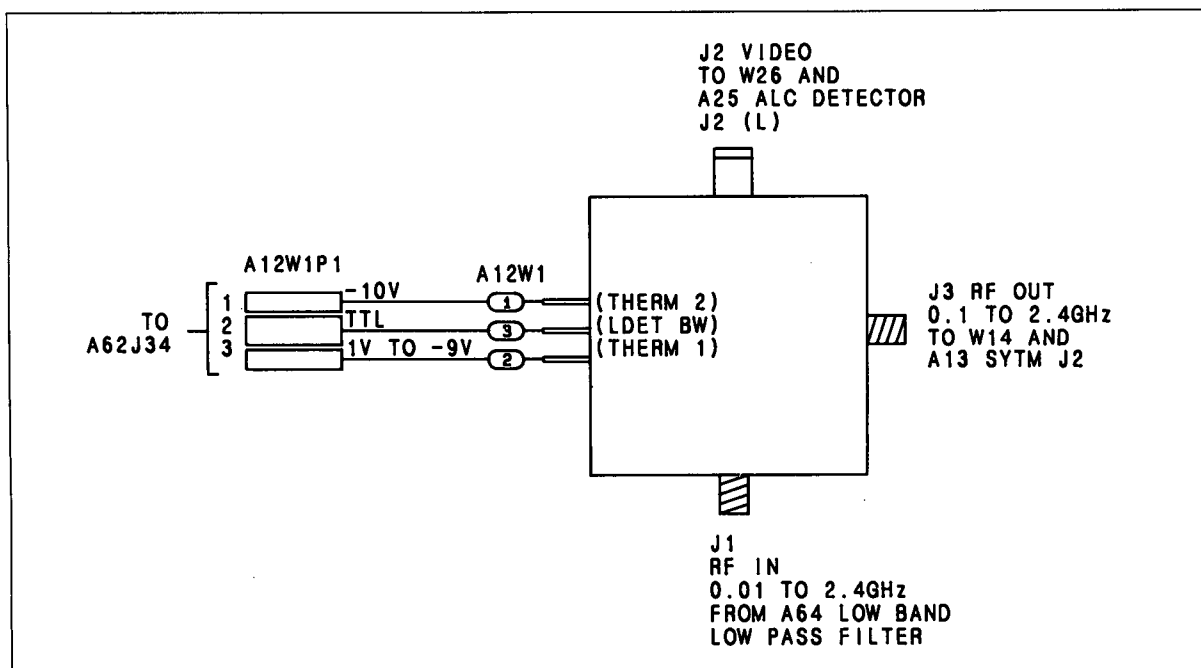 J2 VIDEO
TO W26 AND
A25 ALC DETECTOR
J2 (L)
A12W1P1
A12W1
TO
A62J34
1 -10V 1 (THERM 2)
2 TTL 3 (LDET BW)
3 1V TO -9V 2 (THERM 1)
J3 RF OUT
0.1 TO 2.4GHz
TO W14 AND
A13 SYTM J2
J1
RF IN
0.01 TO 2.4GHz
FROM A64 LOW BAND
LOW PASS FILTER